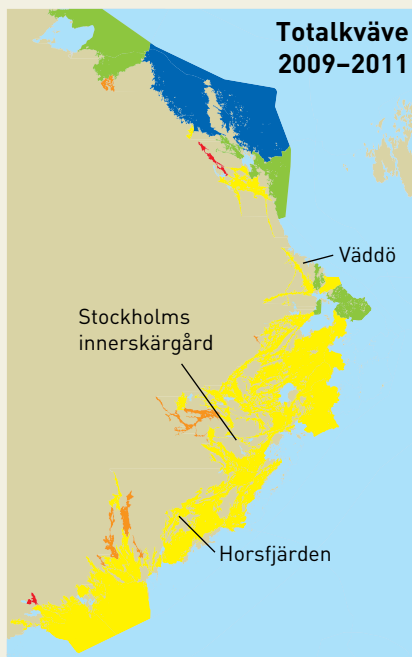 Totalkväve
2009–2011
Väddö
Stockholms
innerskärgård
Horsfjärden